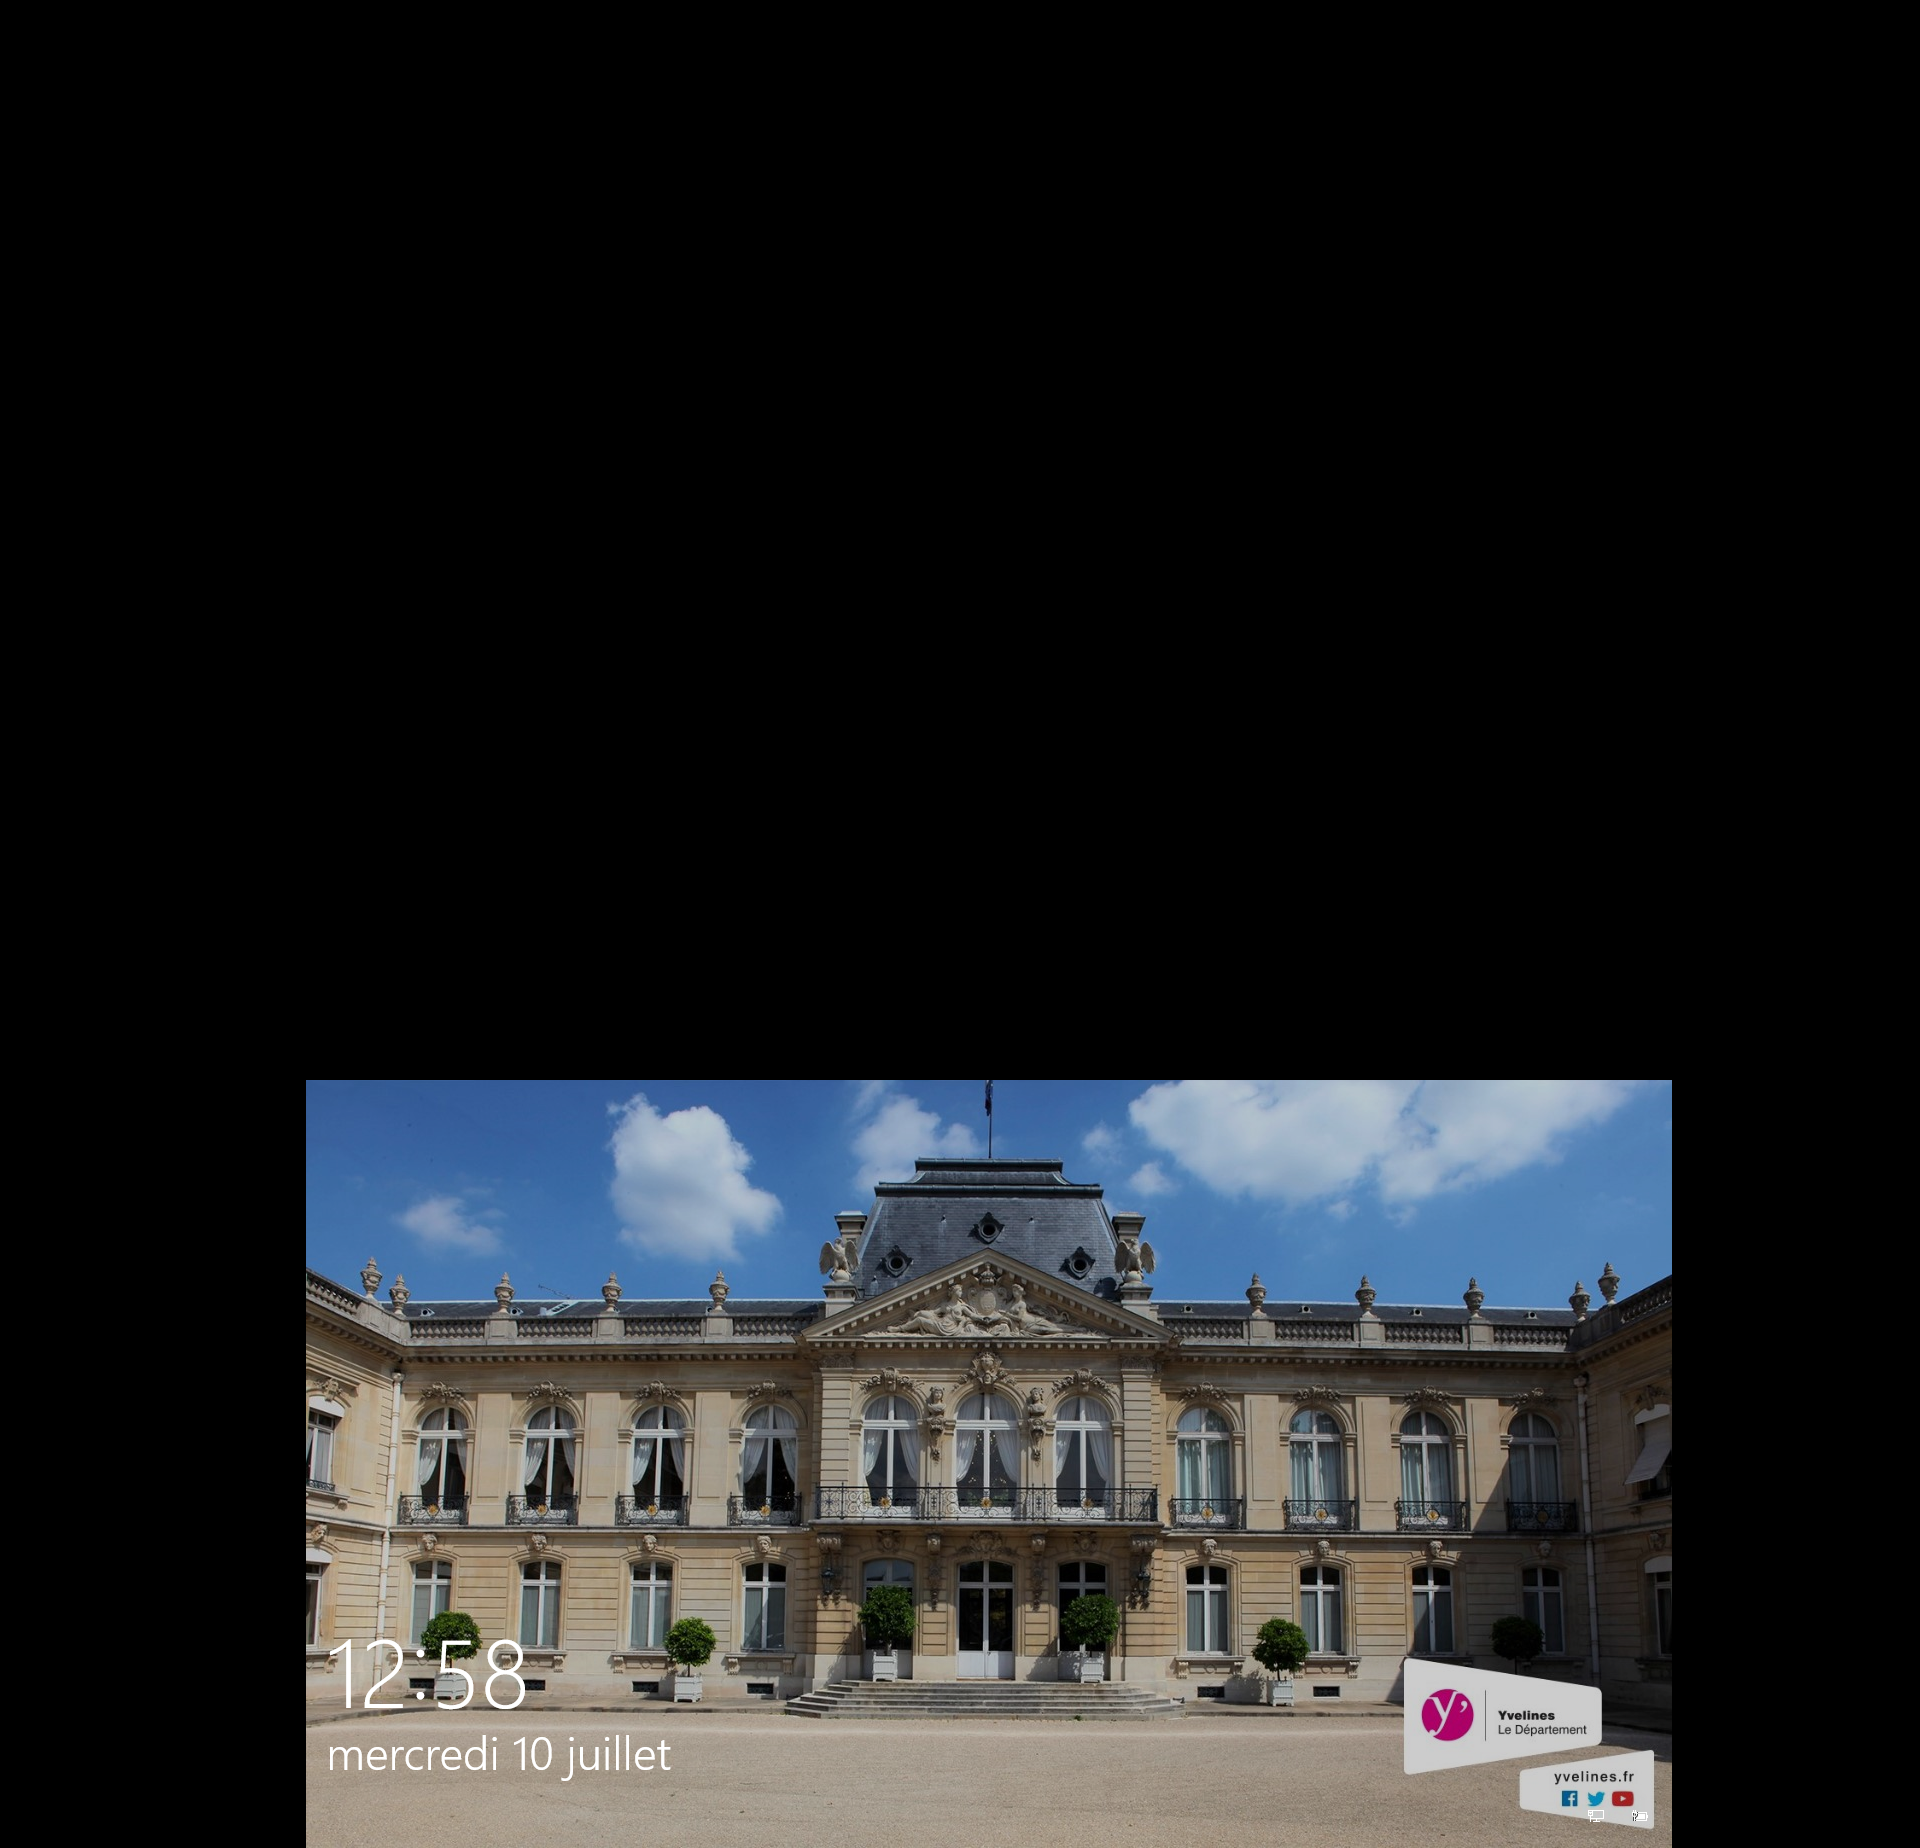 12:58
mercredi 10 juillet
y'
Yvelines
Le Département
yvelines.fr